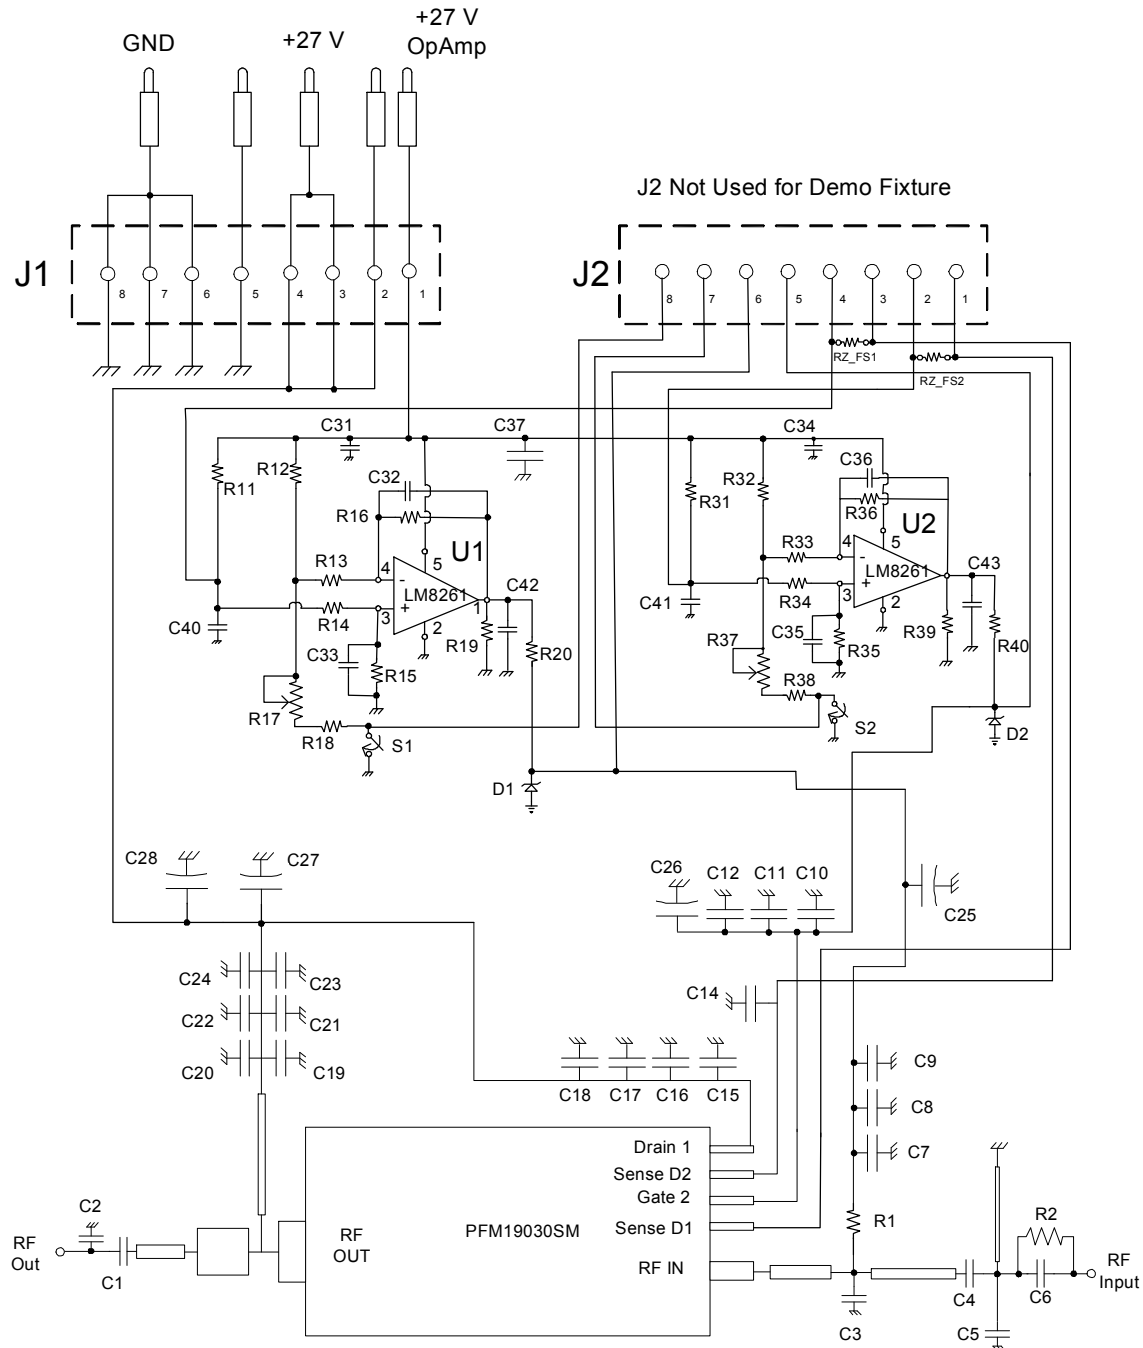 +27 V
OpAmp
GND
+27 V
J2 Not Used for Demo Fixture
J1
8 7 6 5 4 3 2 1
J2
8 7 6 5 4 3 2 1
RZ_FS1
RZ_FS2
C31
C37
C34
R11
R12
C32
R16
U1
R13
4
-
5
LM8261
R14
3
+
2
1
C42
C40
C33
R15
R19
R20
R17
R18
S1
D1
R31
R32
C36
R36
U2
R33
4
-
5
LM8261
C43
R34
3
+
2
C41
R37
C35
R35
R39
R40
R38
S2
D2
C28
C27
C26
C12
C11
C10
C25
C24
C23
C22
C21
C20
C19
C14
C18
C17
C16
C15
C9
C8
C7
Drain 1
Sense D2
Gate 2
Sense D1
RF IN
PFM19030SM
RF
OUT
R1
R2
C2
RF
Out
C1
C3
C4
C5
C6
RF
Input